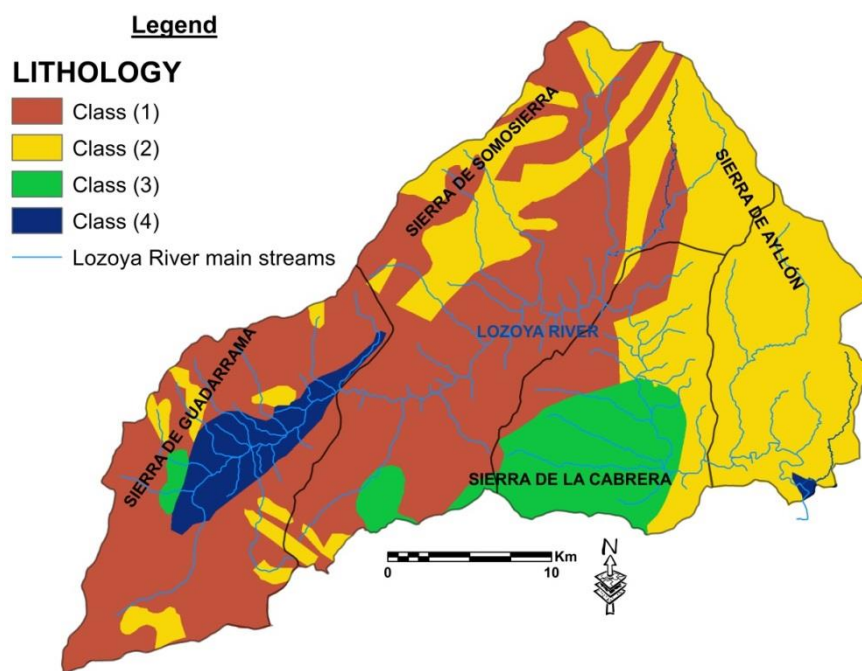 Legend
LITHOLOGY
Class (1)
Class (2)
Class (3)
Class (4)
Lozoya River main streams
SIERRA DE SOMOSIERRA
SIERRA DE AYLLÓN
LOZOYA RIVER
SIERRA DE GUADARRAMA
SIERRA DE LA CABRERA
Km
0 10
N